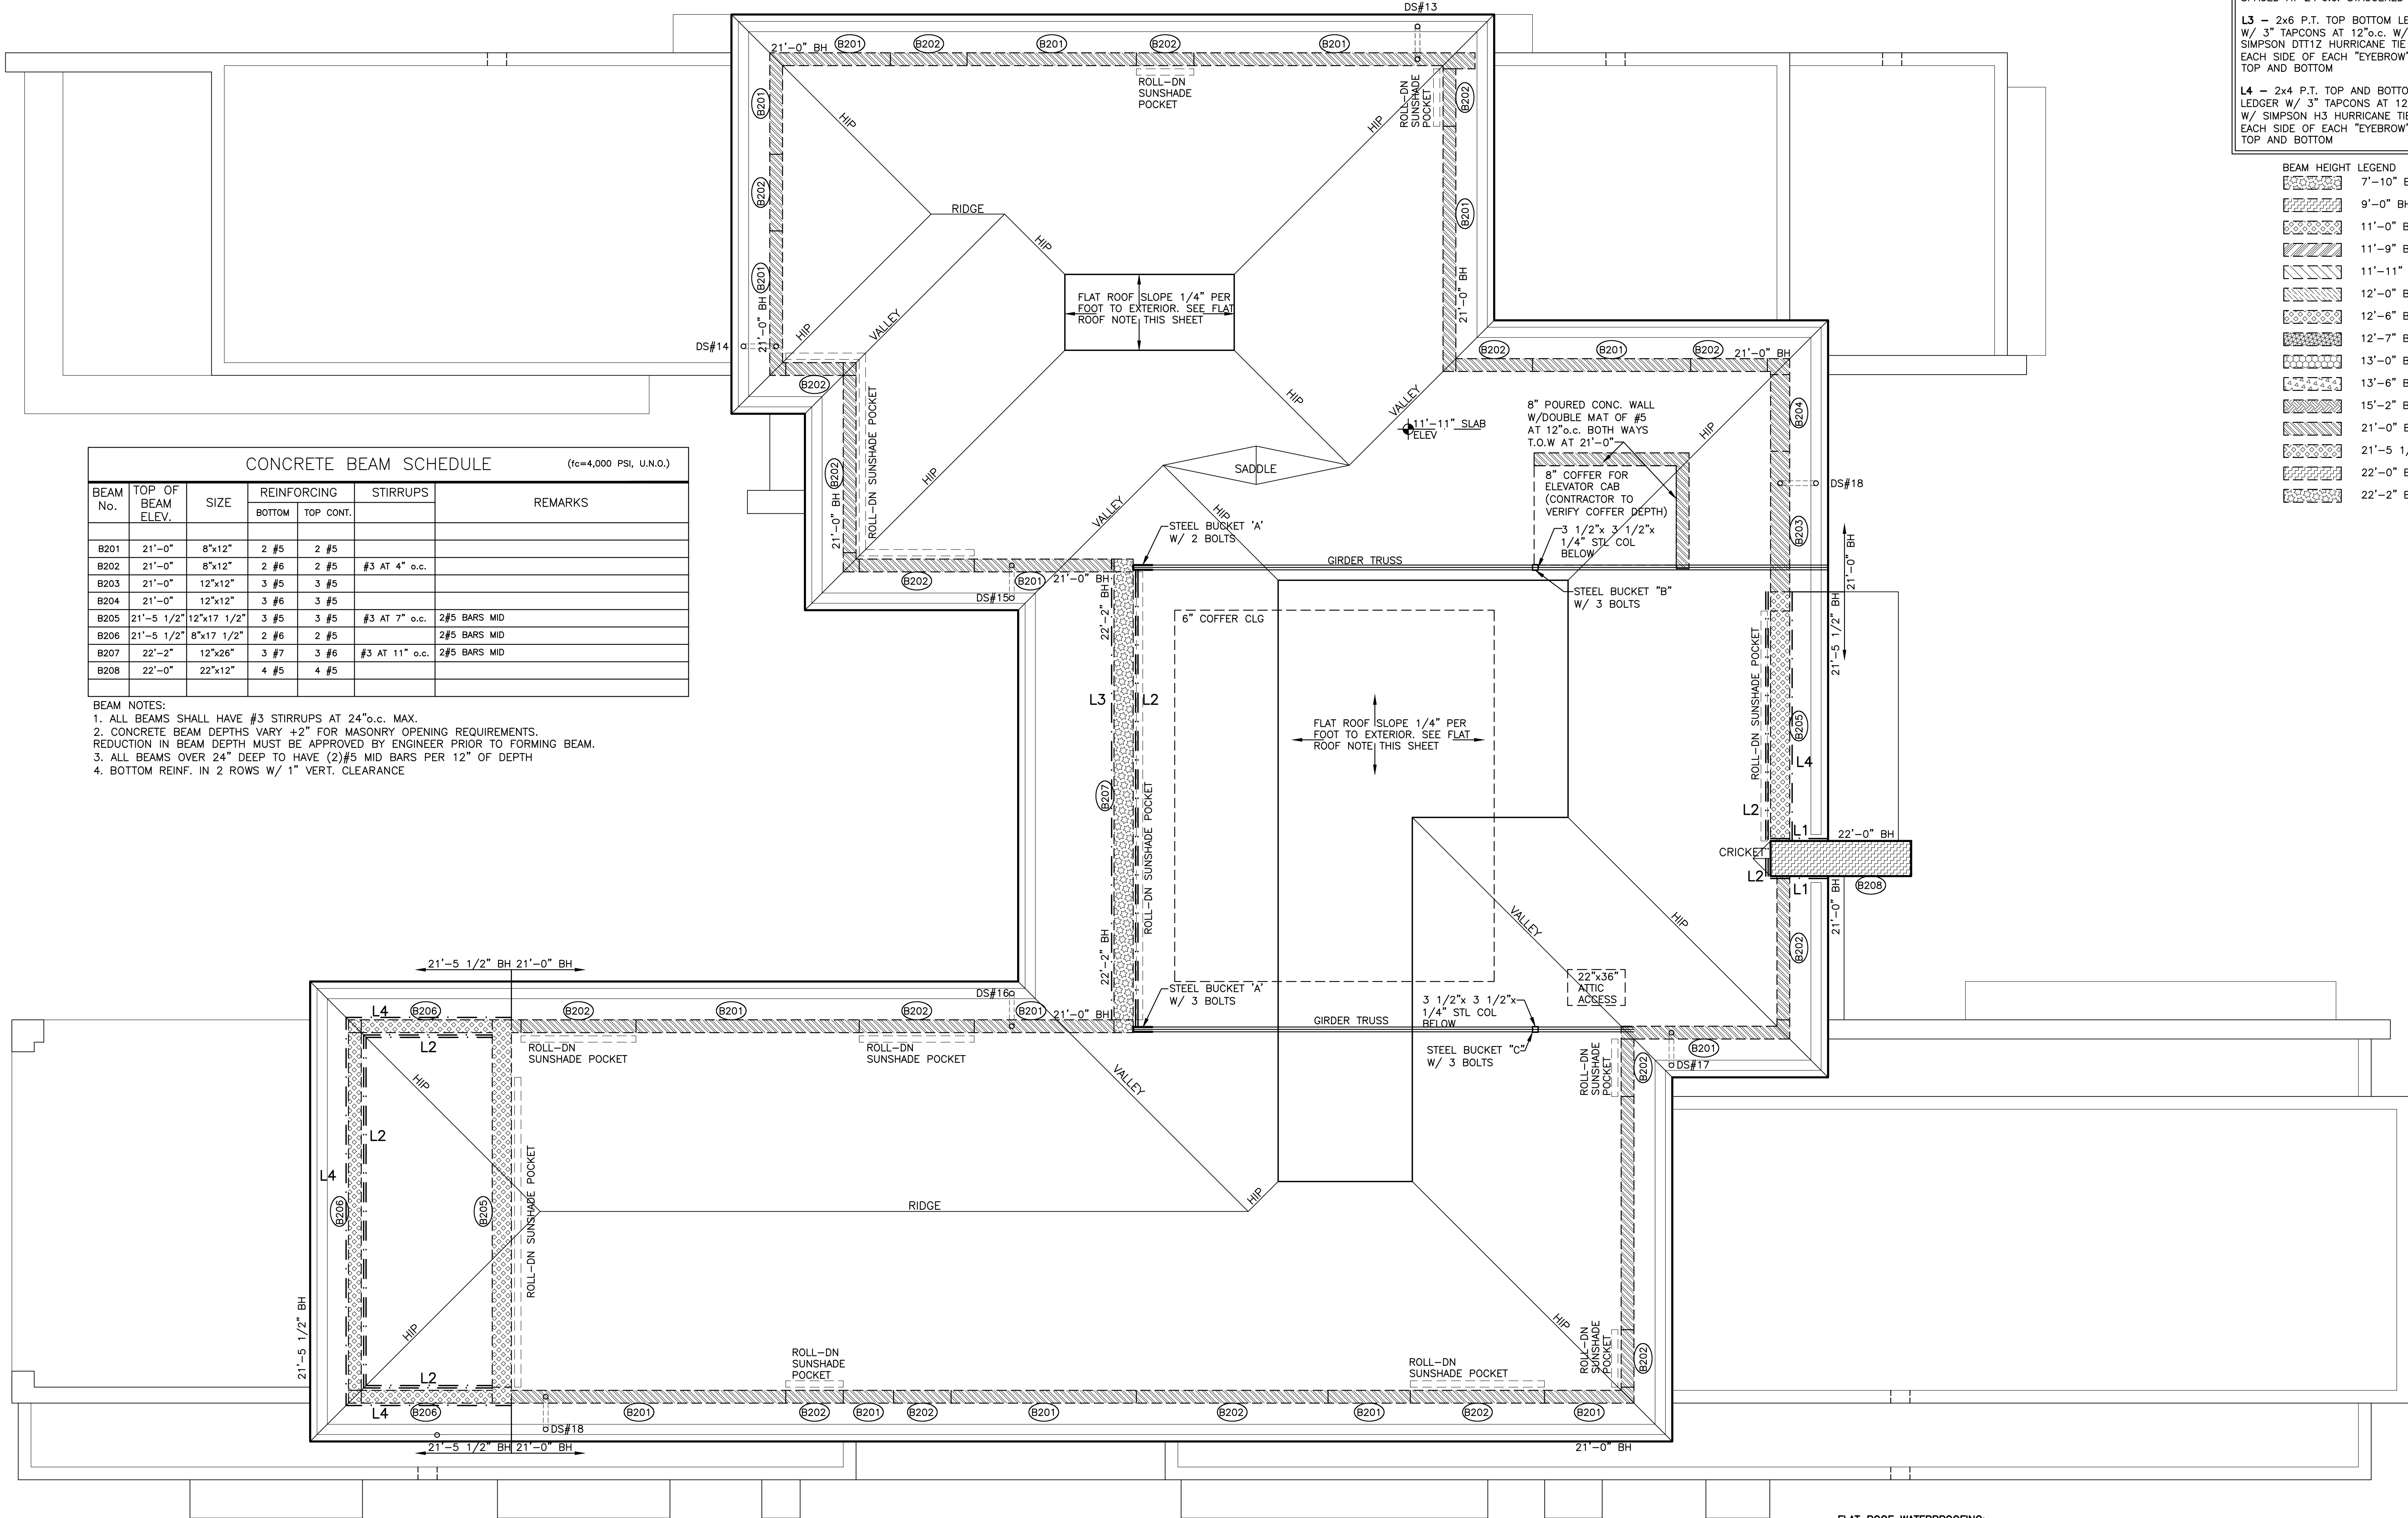 L3 – 2x6 P.T. TOP BOTTOM
W/ 3" TAPCONS AT 12"o.c. W/
SIMPSON DTT1Z HURRICANE TIE
EACH SIDE OF EACH "EYEBROW"
TOP AND BOTTOM
L4 – 2x4 P.T. TOP AND
LEDGER W/ 3" TAPCONS AT
W/ SIMPSON H3 HURRICANE
EACH SIDE OF EACH "EYEBROW"
TOP AND BOTTOM
BEAM HEIGHT LEGEND
7'-10"
9'-0"
11'-0"
11'-9"
11'-11"
12'-0"
12'-6"
12'-7"
13'-0"
13'-6"
15'-2"
21'-0"
21'-5
22'-0"
22'-2"
DS#13
21'-0" BH
B201
B202
B201
B202
B201
ROLL-DN
SUNSHADE
POCKET
ROLL-DN
SUNSHADE
POCKET
B202
B201
B202
B201
21'-0" BH
B201
21'-0" BH
HIP
HIP
RIDGE
HIP
HIP
VALLEY
FLAT ROOF SLOPE 1/4" PER
FOOT TO EXTERIOR. SEE FLAT
ROOF NOTE THIS SHEET
DS#14
B202
ROLL-DN SUNSHADE POCKET
B202
21'-0" BH
HIP
HIP
VALLEY
B202
B201
B202
21'-0" BH
11'-11" SLAB
ELEV
8" POURED CONC. WALL
W/DOUBLE MAT OF #5
AT 12"o.c. BOTH WAYS
T.O.W AT 21'-0"
HIP
B204
SADDLE
8" COFFER FOR
ELEVATOR CAB
(CONTRACTOR TO
VERIFY COFFER DEPTH)
DS#18
B203
VALLEY
HIP
STEEL BUCKET 'A'
W/ 2 BOLTS
3 1/2"x 3 1/2"x
1/4" STL COL
BELOW
GIRDER TRUSS
21'-0" BH
B202
B201
21'-0" BH
DS#15
STEEL BUCKET "B"
W/ 3 BOLTS
22'-2" BH
6" COFFER CLG
21'-5 1/2" BH
CONCRETE BEAM SCHEDULE (fc=4,000 PSI, U.N.O.)
BEAM No. TOP OF BEAM ELEV. SIZE REINFORCING STIRRUPS REMARKS
BOTTOM TOP CONT.
B201 21'-0" 8"x12" 2 #5 2 #5
B202 21'-0" 8"x12" 2 #6 2 #5 #3 AT 4" o.c.
B203 21'-0" 12"x12" 3 #5 3 #5
B204 21'-0" 12"x12" 3 #6 3 #5
B205 21'-5 1/2" 12"x17 1/2" 3 #5 3 #5 #3 AT 7" o.c. 2#5 BARS MID
B206 21'-5 1/2" 8"x17 1/2" 2 #6 2 #5 2#5 BARS MID
B207 22'-2" 12"x26" 3 #7 3 #6 #3 AT 11" o.c. 2#5 BARS MID
B208 22'-0" 22"x12" 4 #5 4 #5
BEAM NOTES:
1. ALL BEAMS SHALL HAVE #3 STIRRUPS AT 24"o.c. MAX.
2. CONCRETE BEAM DEPTHS VARY +2" FOR MASONRY OPENING REQUIREMENTS.
REDUCTION IN BEAM DEPTH MUST BE APPROVED BY ENGINEER PRIOR TO FORMING BEAM.
3. ALL BEAMS OVER 24" DEEP TO HAVE (2)#5 MID BARS PER 12" OF DEPTH
4. BOTTOM REINF. IN 2 ROWS W/ 1" VERT. CLEARANCE
L3
L2
ROLL-DN SUNSHADE POCKET
B205
FLAT ROOF SLOPE 1/4" PER
FOOT TO EXTERIOR. SEE FLAT
ROOF NOTE THIS SHEET
L4
B207
ROLL-DN SUNSHADE POCKET
L2
L1
22'-0" BH
CRICKET
L2
L1
B208
21'-0" BH
VALLEY
HIP
B202
22'-2" BH
21'-5 1/2" BH
21'-0" BH
22"x36"
ATTIC
ACCESS
STEEL BUCKET 'A'
W/ 3 BOLTS
DS#16
3 1/2"x 3 1/2"x
1/4" STL COL
BELOW
L4
B206
B202
B201
B202
B201
21'-0" BH
GIRDER TRUSS
L2
ROLL-DN
SUNSHADE POCKET
ROLL-DN
SUNSHADE POCKET
STEEL BUCKET "C"
W/ 3 BOLTS
ROLL-DN
SUNSHADE
POCKET
B202
B201
DS#17
HIP
VALLEY
L2
L4
B206
B205
ROLL-DN SUNSHADE POCKET
RIDGE
HIP
21'-5 1/2" BH
HIP
HIP
ROLL-DN
SUNSHADE
POCKET
ROLL-DN
SUNSHADE POCKET
ROLL-DN
SUNSHADE
POCKET
B202
L2
L4
B206
DS#18
B201
B202
B201
B202
B201
B202
B201
B202
B201
21'-5 1/2" BH
21'-0" BH
21'-0" BH